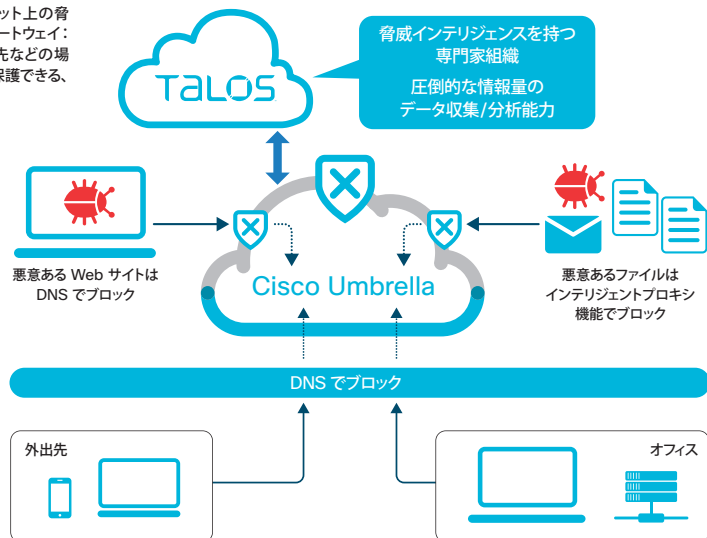 ット上の脅
ートウェイ：
先などの場
保護できる、
TALOS
脅威インテリジェンスを持つ
専門家組織
圧倒的な情報量の
データ収集/分析能力
悪意ある Web サイトは
DNS でブロック
Cisco Umbrella
悪意あるファイルは
インテリジェントプロキシ
機能でブロック
DNS でブロック
外出先
オフィス